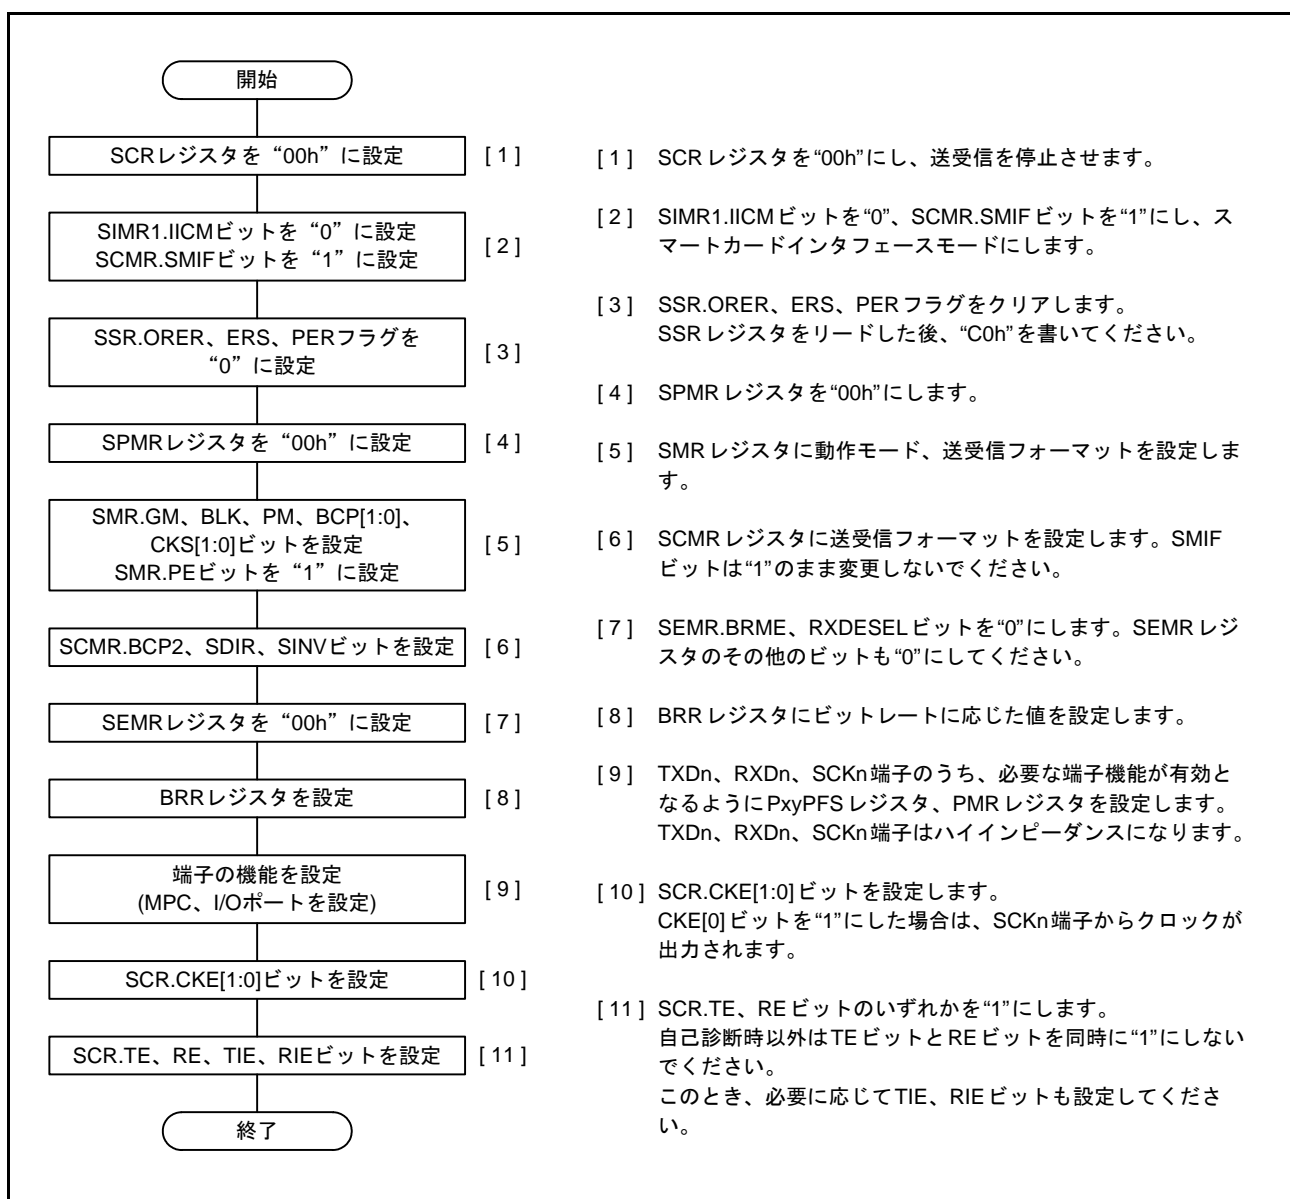 開始
SCRレジスタを“00h”に設定
[ 1 ]
SIMR1.IICMビットを“0”に設定
SCMR.SMIFビットを“1”に設定
[ 2 ]
SSR.ORER、ERS、PERフラグを
“0”に設定
[ 3 ]
SPMRレジスタを“00h”に設定
[ 4 ]
SMR.GM、BLK、PM、BCP[1:0]、
CKS[1:0]ビットを設定
SMR.PEビットを“1”に設定
[ 5 ]
SCMR.BCP2、SDIR、SINVビットを設定
[ 6 ]
SEMRレジスタを“00h”に設定
[ 7 ]
BRRレジスタを設定
[ 8 ]
端子の機能を設定
(MPC、I/Oポートを設定)
[ 9 ]
SCR.CKE[1:0]ビットを設定
[ 10 ]
SCR.TE、RE、TIE、RIEビットを設定
[ 11 ]
終了
[ 1 ] SCRレジスタを“00h”にし、送受信を停止させます。
[ 2 ] SIMR1.IICMビットを“0”、SCMR.SMIFビットを“1”にし、ス
マートカードインタフェースモードにします。
[ 3 ] SSR.ORER、ERS、PERフラグをクリアします。
SSRレジスタをリードした後、“C0h”を書いてください。
[ 4 ] SPMRレジスタを“00h”にします。
[ 5 ] SMRレジスタに動作モード、送受信フォーマットを設定しま
す。
[ 6 ] SCMRレジスタに送受信フォーマットを設定します。SMIF
ビットは“1”のまま変更しないでください。
[ 7 ] SEMR.BRME、RXDESELビットを“0”にします。SEMRレジ
スタのその他のビットも“0”にしてください。
[ 8 ] BRRレジスタにビットレートに応じた値を設定します。
[ 9 ] TXDn、RXDn、SCKn端子のうち、必要な端子機能が有効と
なるようにPxyPFSレジスタ、PMRレジスタを設定します。
TXDn、RXDn、SCKn端子はハイインピーダンスになります。
[ 10 ] SCR.CKE[1:0]ビットを設定します。
CKE[0]ビットを“1”にした場合は、SCKn端子からクロックが
出力されます。
[ 11 ] SCR.TE、REビットのいずれかを“1”にします。
自己診断時以外はTEビットとREビットを同時に“1”にしない
でください。
このとき、必要に応じてTIE、RIEビットも設定してくださ
い。